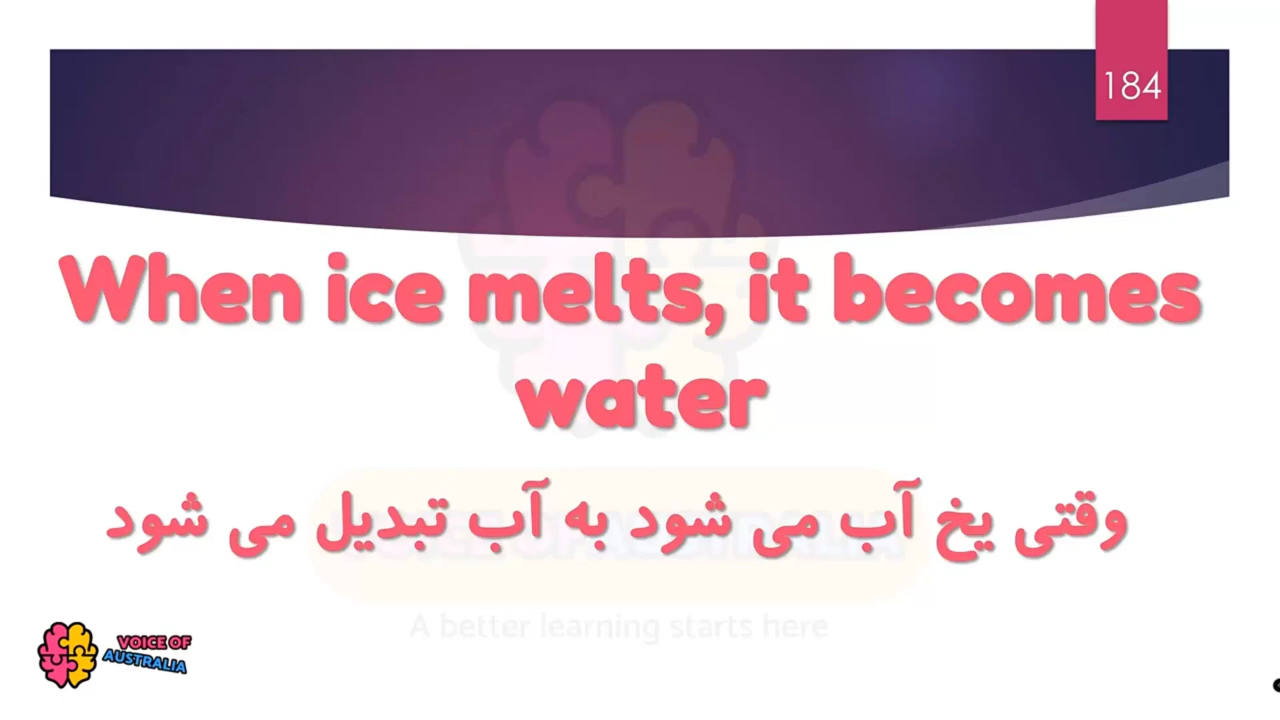 184
When ice melts, it becomes
water
وقتی یخ آب می شود به آب تبدیل می شود
A better learning starts here
VOICE OF
AUSTRALIA